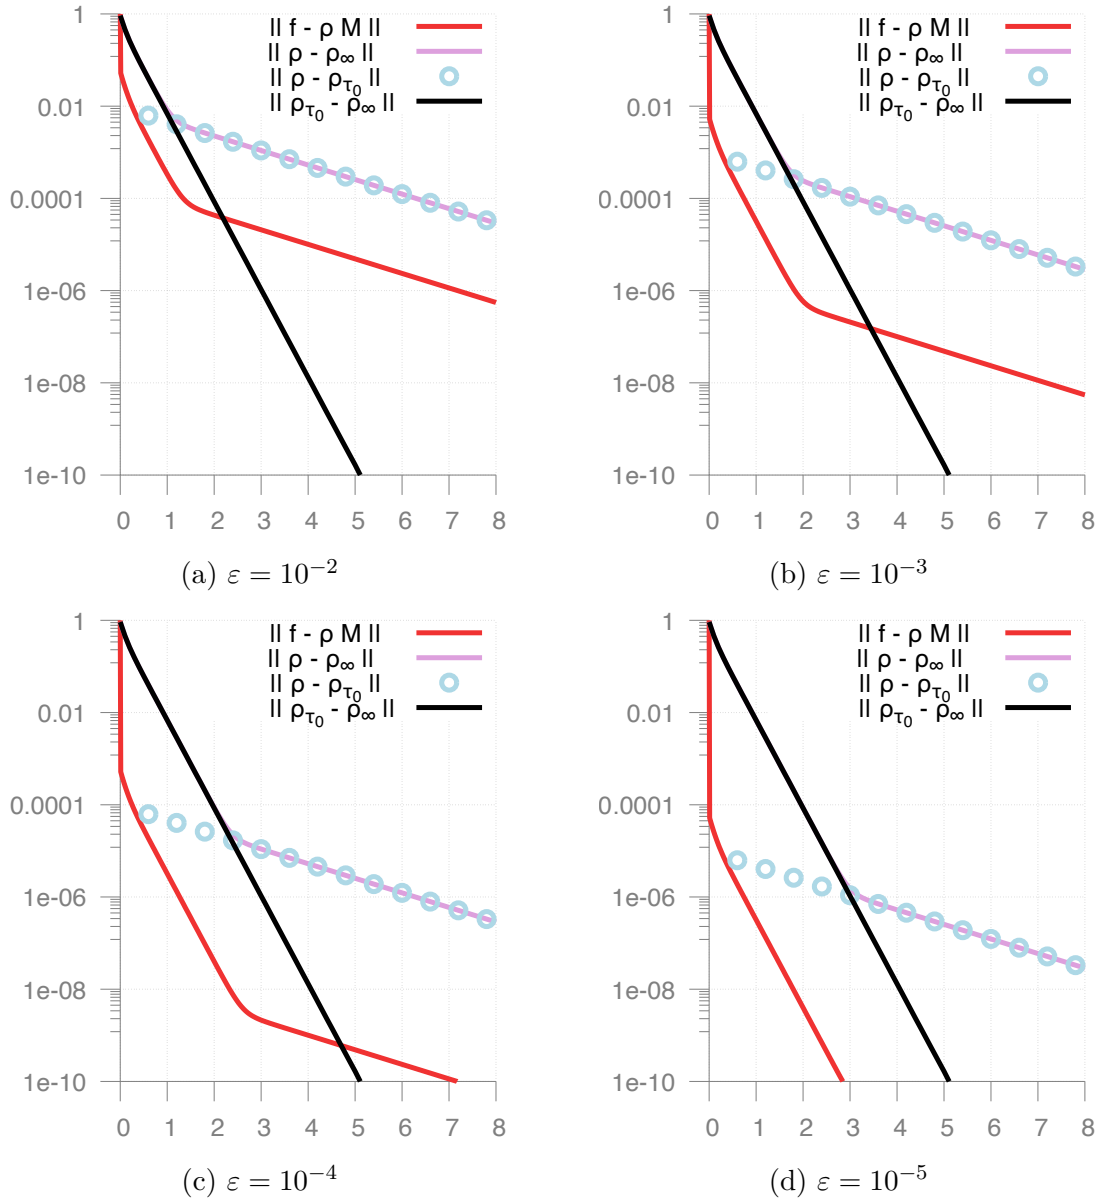 1
0.01
0.0001
1e-06
1e-08
1e-10
|| f - ρ M ||
|| ρ - ρ∞ ||
|| ρ - ρτ₀ ||
|| ρτ₀ - ρ∞ ||
0 1 2 3 4 5 6 7 8
(a) ε = 10⁻²
1
0.01
0.0001
1e-06
1e-08
1e-10
|| f - ρ M ||
|| ρ - ρ∞ ||
|| ρ - ρτ₀ ||
|| ρτ₀ - ρ∞ ||
0 1 2 3 4 5 6 7 8
(b) ε = 10⁻³
1
0.01
0.0001
1e-06
1e-08
1e-10
|| f - ρ M ||
|| ρ - ρ∞ ||
|| ρ - ρτ₀ ||
|| ρτ₀ - ρ∞ ||
0 1 2 3 4 5 6 7 8
(c) ε = 10⁻⁴
1
0.01
0.0001
1e-06
1e-08
1e-10
|| f - ρ M ||
|| ρ - ρ∞ ||
|| ρ - ρτ₀ ||
|| ρτ₀ - ρ∞ ||
0 1 2 3 4 5 6 7 8
(d) ε = 10⁻⁵